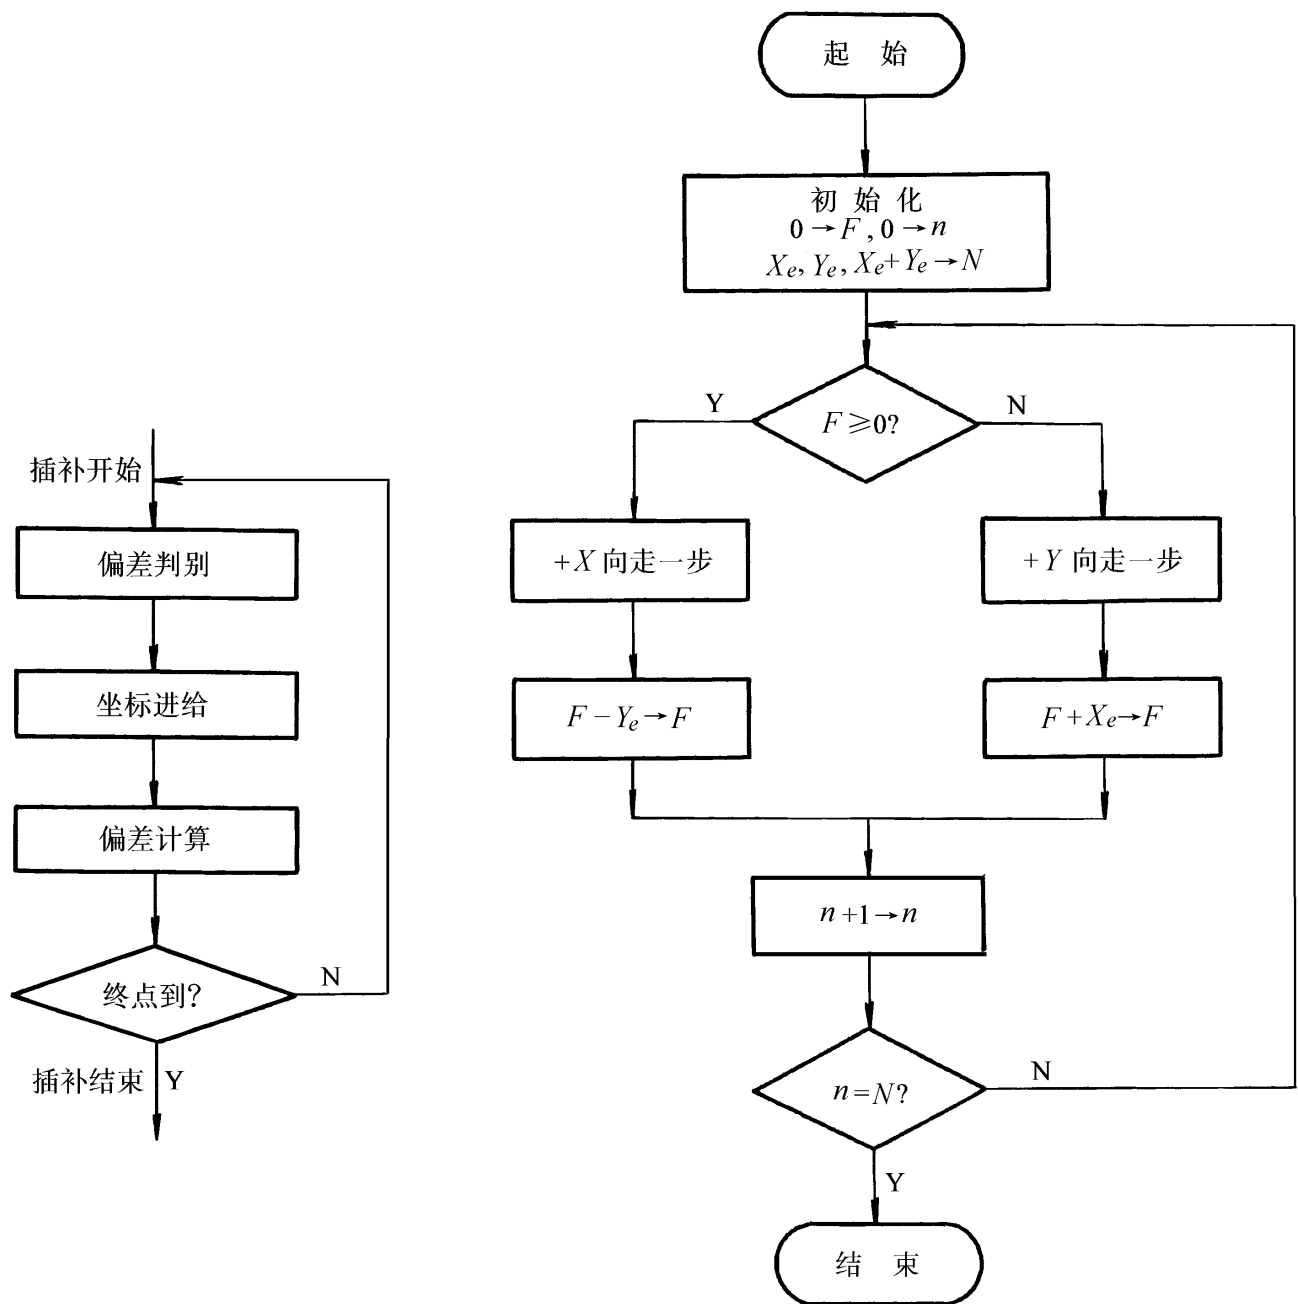 插补开始
偏差判别
坐标进给
偏差计算
终点到?
N
插补结束
Y
起 始
初 始 化
0→F,0→n
Xe,Ye,Xe+Ye→N
F≥0?
Y
N
+X向走一步
+Y向走一步
F-Ye→F
F+Xe→F
n+1→n
n=N?
N
Y
结 束